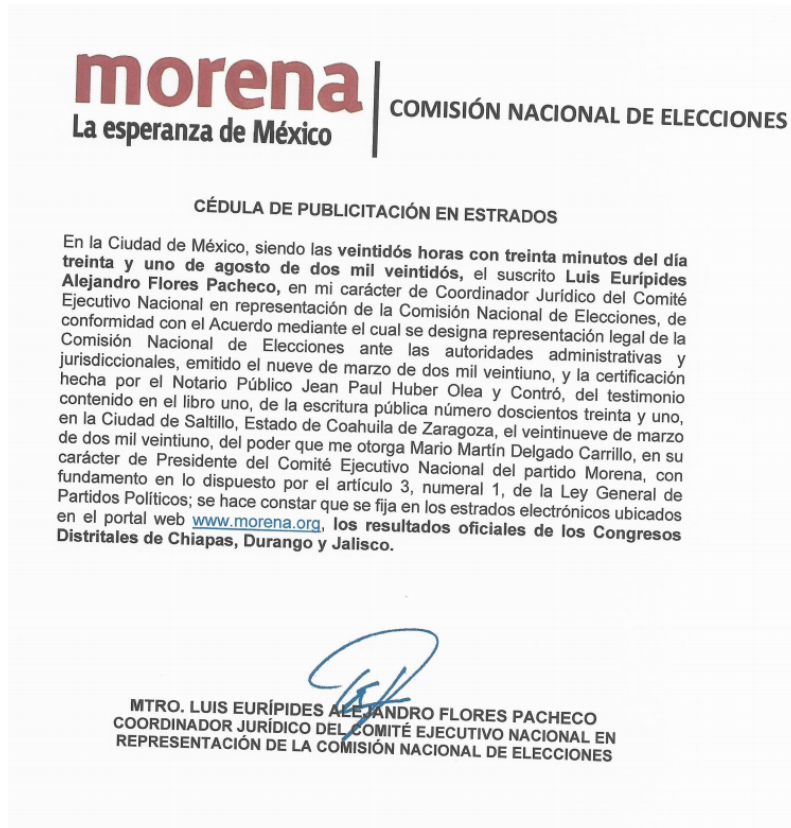 morena
La esperanza de México
COMISIÓN NACIONAL DE ELECCIONES
CÉDULA DE PUBLICITACIÓN EN ESTRADOS
En la Ciudad de México, siendo las veintidós horas con treinta minutos del día
treinta y uno de agosto de dos mil veintidós, el suscrito Luis Eurípides
Alejandro Flores Pacheco, en mi carácter de Coordinador Jurídico del Comité
Ejecutivo Nacional en representación de la Comisión Nacional de Elecciones, de
conformidad con el Acuerdo mediante el cual se designa representación legal de la
Comisión Nacional de Elecciones ante las autoridades administrativas y
jurisdiccionales, emitido el nueve de marzo de dos mil veintiuno, y la certificación
hecha por el Notario Público Jean Paul Huber Olea y Contró, del testimonio
contenido en el libro uno, de la escritura pública número doscientos treinta y uno,
en la Ciudad de Saltillo, Estado de Coahuila de Zaragoza, el veintinueve de marzo
de dos mil veintiuno, del poder que me otorga Mario Martín Delgado Carrillo, en su
carácter de Presidente del Comité Ejecutivo Nacional del partido Morena, con
fundamento en lo dispuesto por el artículo 3, numeral 1, de la Ley General de
Partidos Políticos; se hace constar que se fija en los estrados electrónicos ubicados
en el portal web www.morena.org, los resultados oficiales de los Congresos
Distritales de Chiapas, Durango y Jalisco.
MTRO. LUIS EURÍPIDES ALEJANDRO FLORES PACHECO
COORDINADOR JURÍDICO DEL COMITÉ EJECUTIVO NACIONAL EN
REPRESENTACIÓN DE LA COMISIÓN NACIONAL DE ELECCIONES